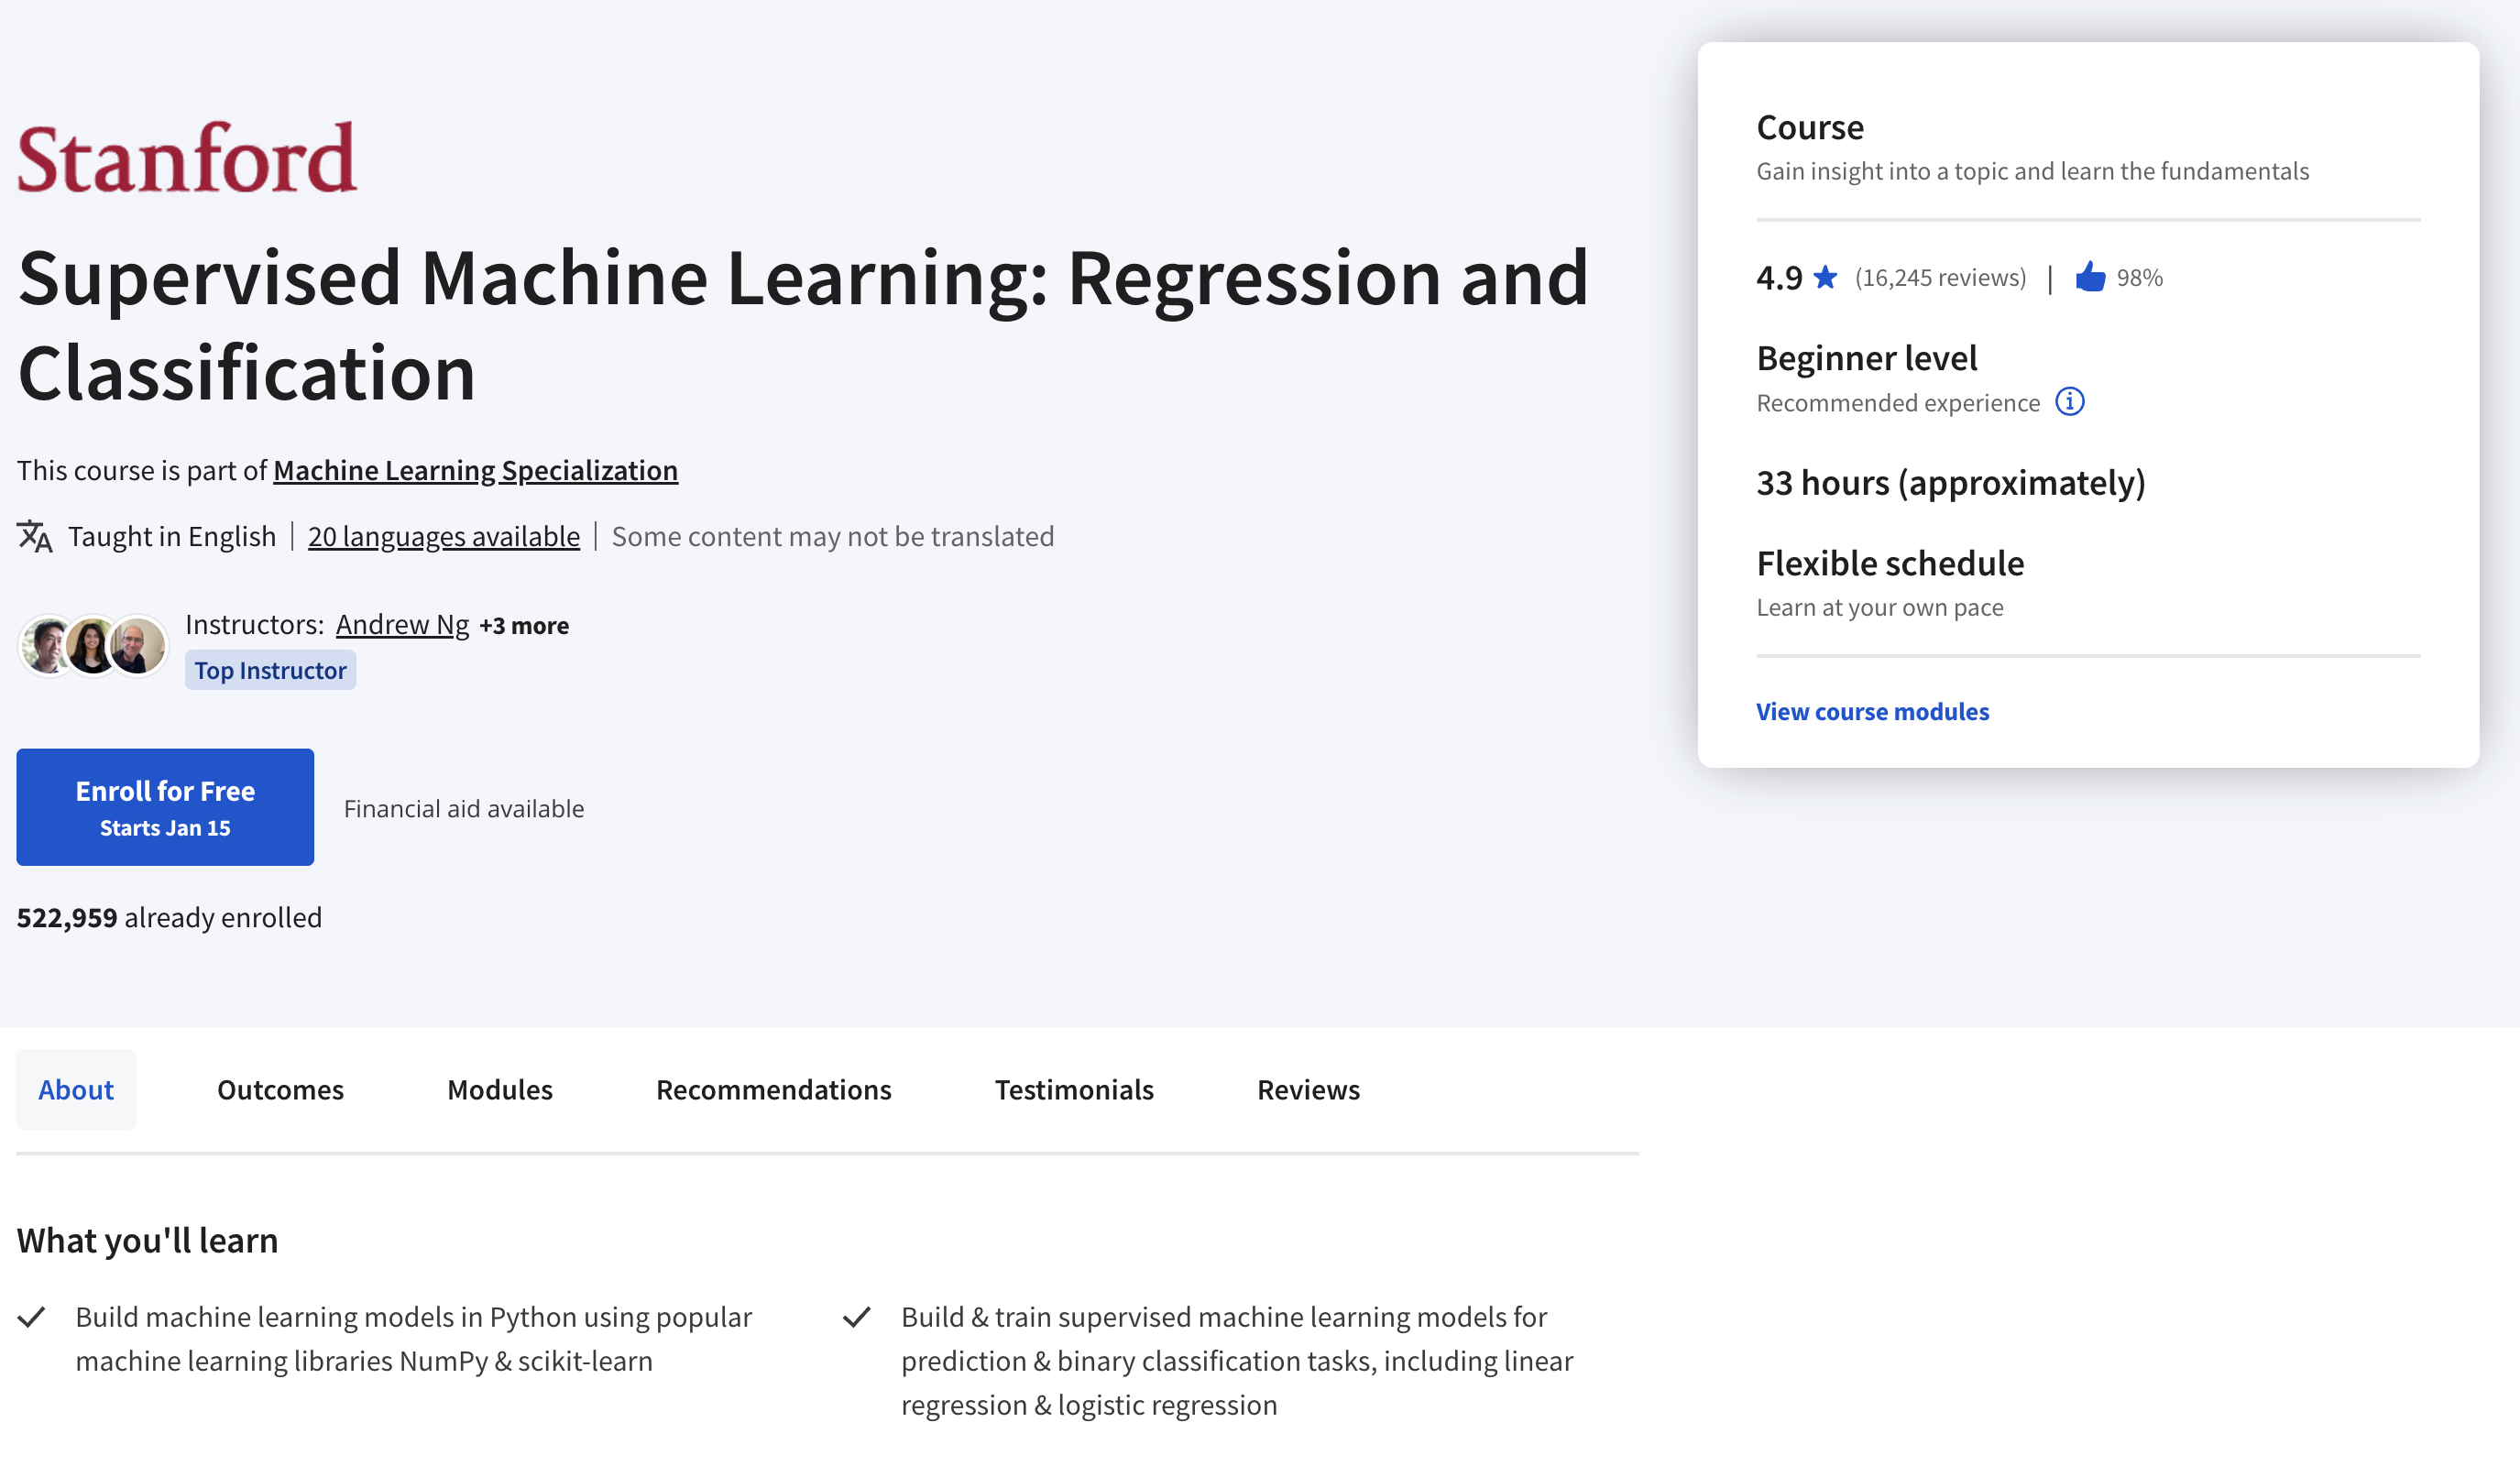 Stanford
Supervised Machine Learning: Regression and
Classification
This course is part of Machine Learning Specialization
Taught in English | 20 languages available | Some content may not be translated
Instructors: Andrew Ng +3 more
Top Instructor
Enroll for Free
Starts Jan 15
Financial aid available
522,959 already enrolled
Course
Gain insight into a topic and learn the fundamentals
4.9 ★ (16,245 reviews) | 98%
Beginner level
Recommended experience
33 hours (approximately)
Flexible schedule
Learn at your own pace
View course modules
About
Outcomes
Modules
Recommendations
Testimonials
Reviews
What you'll learn
Build machine learning models in Python using popular
machine learning libraries NumPy & scikit-learn
Build & train supervised machine learning models for
prediction & binary classification tasks, including linear
regression & logistic regression